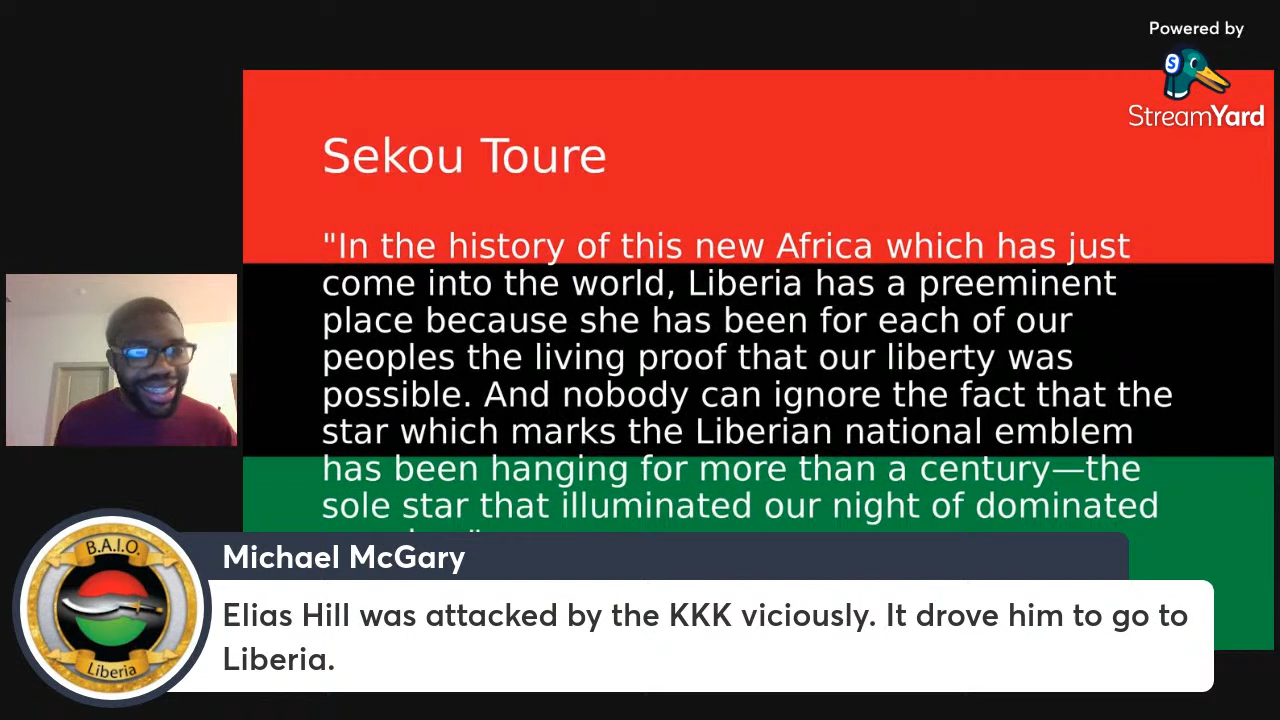 Powered by
StreamYard
Sekou Toure
"In the history of this new Africa which has just
come into the world, Liberia has a preeminent
place because she has been for each of our
peoples the living proof that our liberty was
possible. And nobody can ignore the fact that the
star which marks the Liberian national emblem
has been hanging for more than a century—the
sole star that illuminated our night of dominated
Michael McGary
Elias Hill was attacked by the KKK viciously. It drove him to go to
Liberia.
B.A.I.O.
Liberia